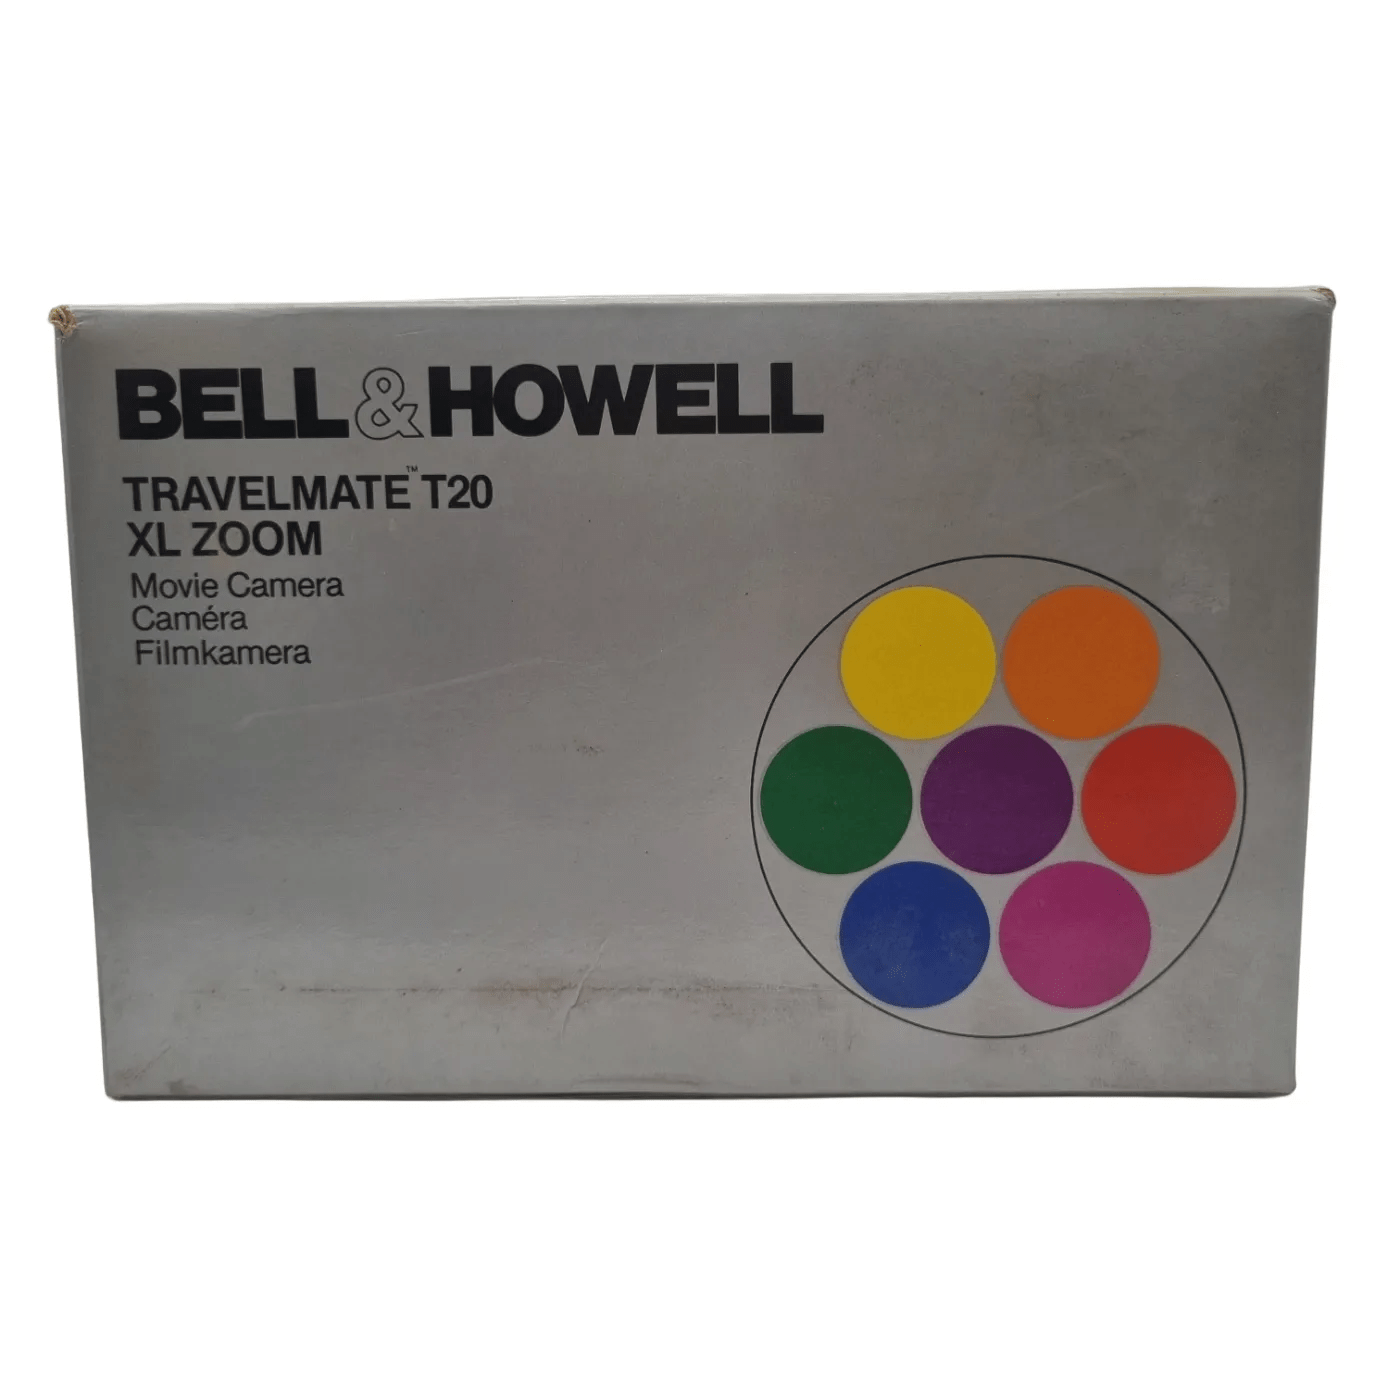 BELL & HOWELL
TRAVELMATE™ T20
XL ZOOM
Movie Camera
Caméra
Filmkamera